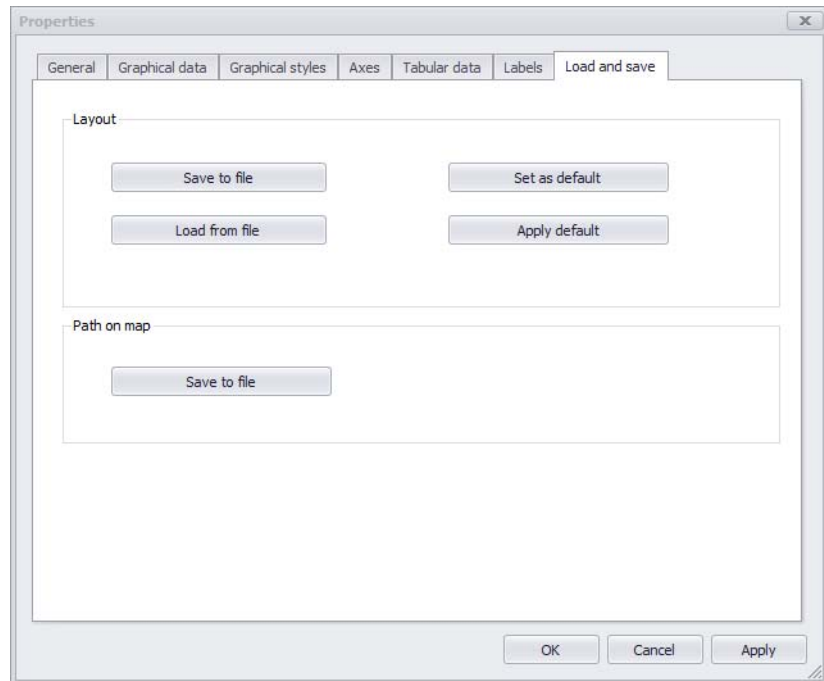 Properties
General Graphical data Graphical styles Axes Tabular data Labels Load and save
Layout
Save to file Set as default
Load from file Apply default
Path on map
Save to file
OK Cancel Apply